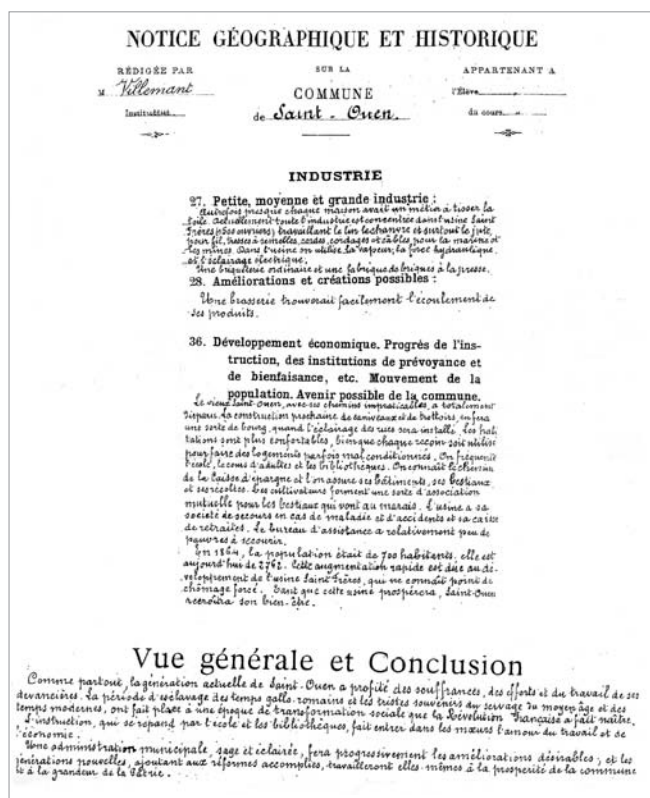 NOTICE GÉOGRAPHIQUE ET HISTORIQUE
RÉDIGÉE PAR
M. Villemant
Instituteur
SUR LA
COMMUNE
de Saint-Ouen.
APPARTENANT A
l'Élève
du cours
INDUSTRIE
27. Petite, moyenne et grande industrie :
Autrefois presque chaque maison avait un métier à tisser la
toile. Actuellement toute l'industrie est concentrée dans l'usine Saint
Frères ( ouvriers) travaillant le lin le chanvre et surtout le jute,
pour fil, tresses à semelles, cordes, cordages et câbles pour la marine et
les mines. Dans l'usine on utilise la vapeur, la force hydraulique,
et l'éclairage électrique.
Une briqueterie ordinaire et une fabrique de briques à la presse.
28. Améliorations et créations possibles :
Une brasserie trouverait facilement l'écoulement de
ses produits.
36. Développement économique. Progrès de l'ins-
truction, des institutions de prévoyance et
de bienfaisance, etc. Mouvement de la
population. Avenir possible de la commune.
Le vieux Saint-Ouen, avec ses chemins impraticables, a totalement
disparu. La construction prochaine de caniveaux et de trottoirs, en fera
une sorte de bourg, quand l'éclairage des rues sera installé. Les habi
tations sont plus confortables, bien que chaque recoin soit utilisé
pour faire des logements parfois mal conditionnés. On fréquente
l'école, le cours d'adultes et les bibliothèques. On connaît le chemin
de la Caisse d'épargne et l'on assure ses bâtiments, ses bestiaux
et ses récoltes. Les cultivateurs forment une sorte d'association
mutuelle pour les bestiaux qui vont au marais. L'usine a sa
société de secours en cas de maladie et d'accidents et sa caisse
de retraites. Le bureau d'assistance a relativement peu de
pauvres à secourir.
En 1864, la population était de 700 habitants, elle est
aujourd'hui de 2762. Cette augmentation rapide est due au dé-
veloppement de l'usine Saint Frères, qui ne connaît point de
chômage forcé. Tant que cette usine prospérera, Saint-Ouen
accroîtra son bien-être.
Vue générale et Conclusion
Comme partout, la génération actuelle de Saint-Ouen a profité des souffrances, des efforts et du travail de ses
devancières. La période d'esclavage des temps gallo-romains et les tristes souvenirs du servage du moyen âge et des
temps modernes, ont fait place à une époque de transformation sociale que la Révolution Française a fait naître.
L'instruction, qui se répand par l'école et les bibliothèques, fait entrer dans les mœurs l'amour du travail et de
l'économie.
Une administration municipale, sage et éclairée, fera progressivement les améliorations désirables ; et les
générations nouvelles, ajoutant aux réformes accomplies, travailleront elles-mêmes à la prospérité de la commune
et à la grandeur de la Patrie.